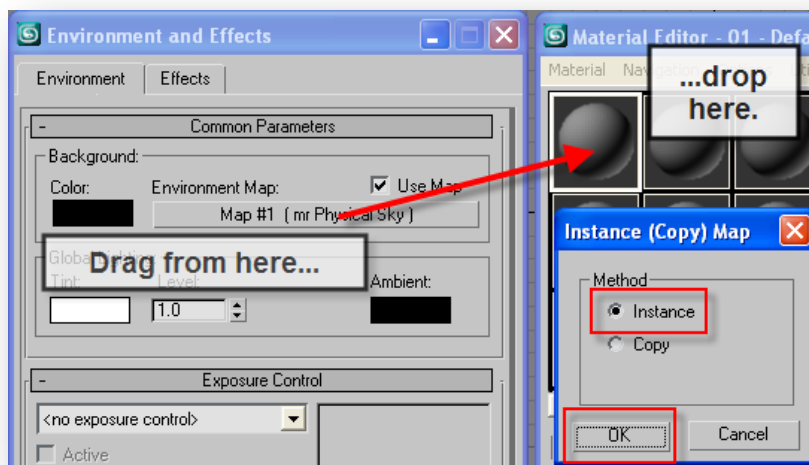 Environment and Effects
Environment
Effects
- Common Parameters
Background:
Color:
Environment Map:
Use Map
Map #1 ( mr Physical Sky )
Drag from here...
Tint:
Level:
Ambient:
1.0
- Exposure Control
<no exposure control>
Active
Material Editor - 01 - Defa
Material
...drop
here.
Instance (Copy) Map
Method
Instance
Copy
OK
Cancel